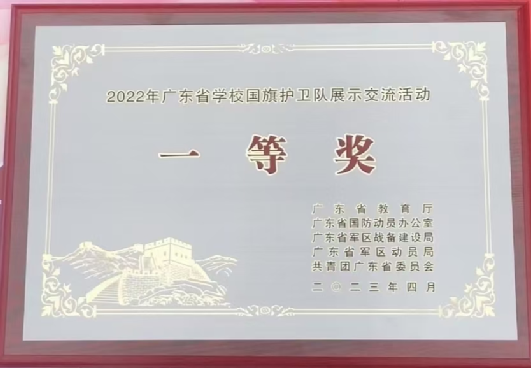 2022年广东省学校国旗护卫队展示交流活动
一等奖
广东省教育厅
广东省国防动员办公室
广东省军区战备建设局
广东省军区动员局
共青团广东省委员会
二〇二三年四月